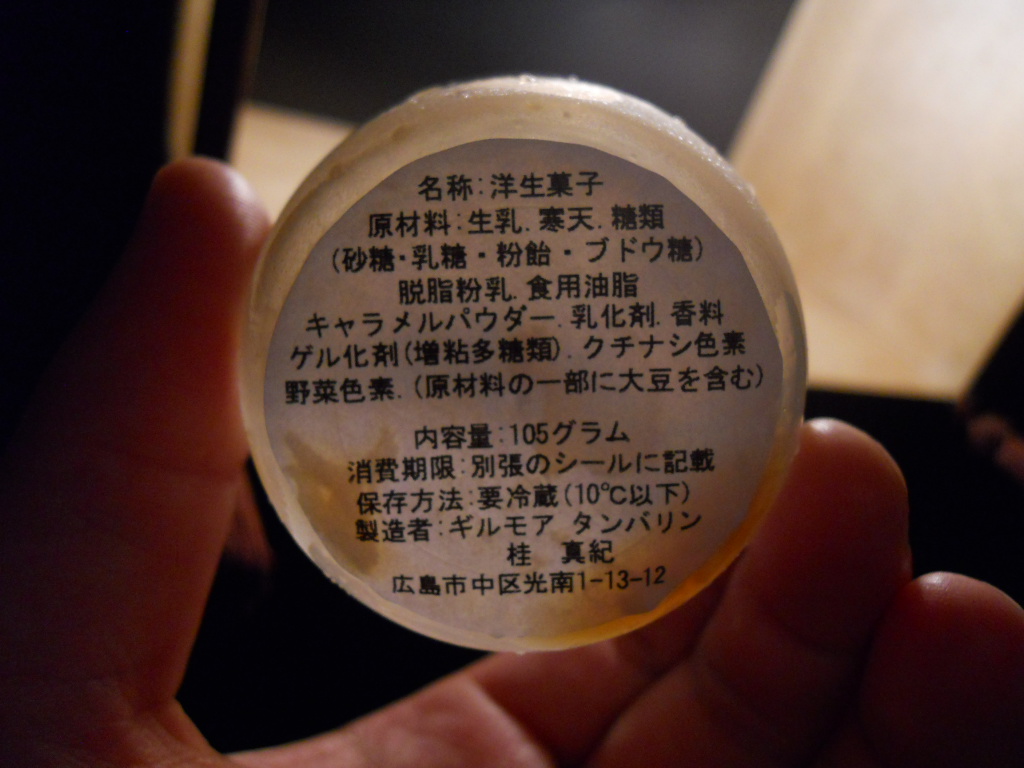 名称:洋生菓子
原材料:生乳.寒天.糖類
(砂糖・乳糖・粉飴・ブドウ糖)
脱脂粉乳.食用油脂
キャラメルパウダー.乳化剤.香料
ゲル化剤(増粘多糖類).クチナシ色素
野菜色素.(原材料の一部に大豆を含む)
内容量:105グラム
消費期限:別張のシールに記載
保存方法:要冷蔵(10℃以下)
製造者:ギルモア タンバリン
桂 真紀
広島市中区光南1-13-12